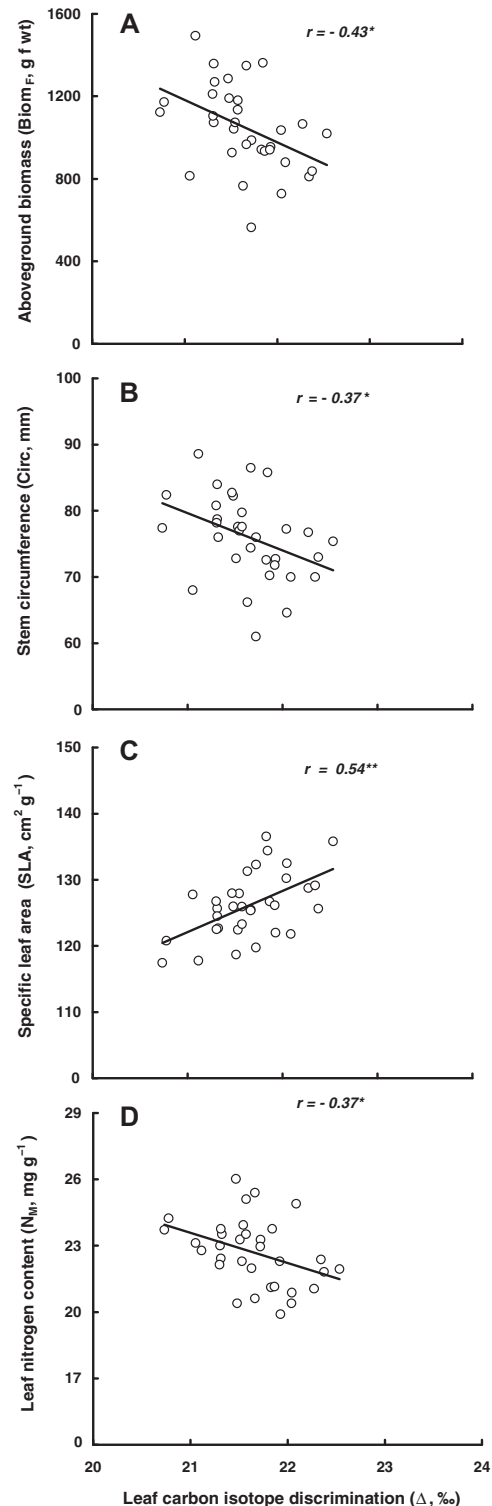 A
r = - 0.43*
1600
1200
800
400
0
Aboveground biomass (Biom_F, g f wt)
B
r = - 0.37 *
100
90
80
70
60
0
Stem circumference (Circ, mm)
C
r = 0.54**
150
140
130
120
110
0
Specific leaf area (SLA, cm² g⁻¹)
D
r = - 0.37*
29
26
23
20
17
0
Leaf nitrogen content (N_M, mg g⁻¹)
20 21 22 23 24
Leaf carbon isotope discrimination (Δ, ‰)